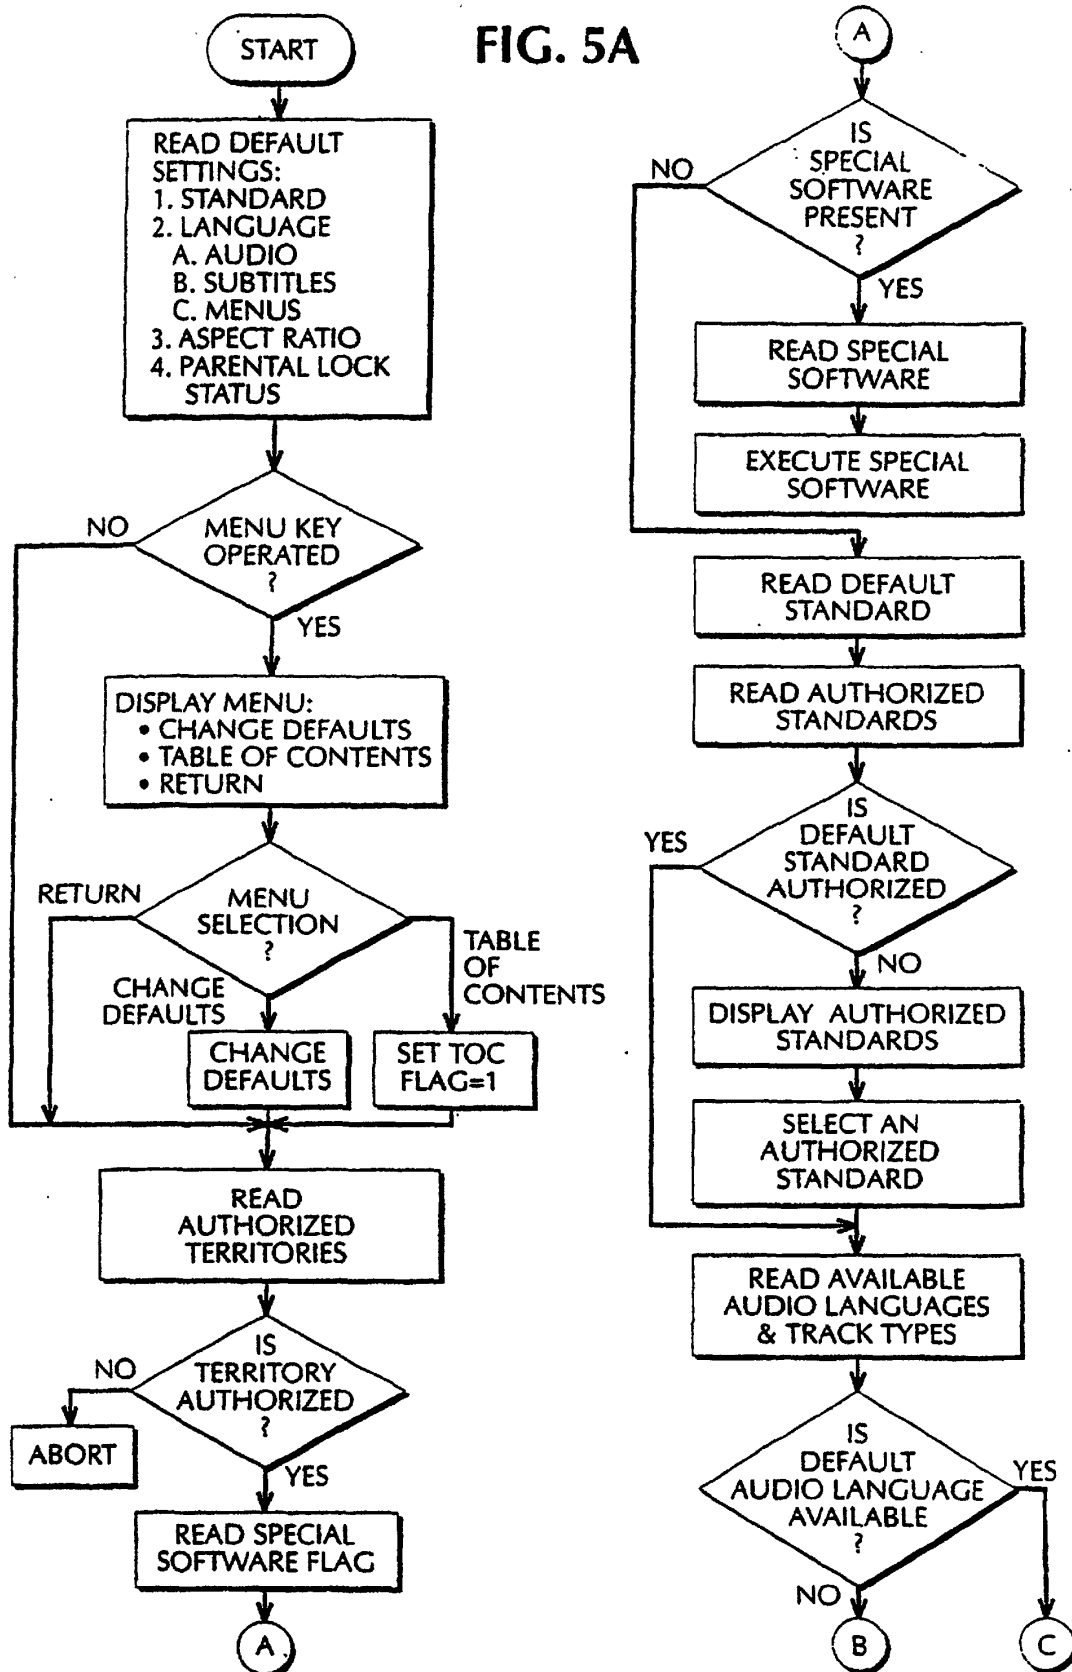 FIG. 5A
START
READ DEFAULT
SETTINGS:
1. STANDARD
2. LANGUAGE
A. AUDIO
B. SUBTITLES
C. MENUS
3. ASPECT RATIO
4. PARENTAL LOCK
STATUS
MENU KEY
OPERATED
?
NO
YES
DISPLAY MENU:
• CHANGE DEFAULTS
• TABLE OF CONTENTS
• RETURN
MENU
SELECTION
?
RETURN
CHANGE
DEFAULTS
TABLE
OF
CONTENTS
CHANGE
DEFAULTS
SET TOC
FLAG=1
READ
AUTHORIZED
TERRITORIES
IS
TERRITORY
AUTHORIZED
?
NO
ABORT
YES
READ SPECIAL
SOFTWARE FLAG
A
A
IS
SPECIAL
SOFTWARE
PRESENT
?
NO
YES
READ SPECIAL
SOFTWARE
EXECUTE SPECIAL
SOFTWARE
READ DEFAULT
STANDARD
READ AUTHORIZED
STANDARDS
IS
DEFAULT
STANDARD
AUTHORIZED
?
YES
NO
DISPLAY AUTHORIZED
STANDARDS
SELECT AN
AUTHORIZED
STANDARD
READ AVAILABLE
AUDIO LANGUAGES
& TRACK TYPES
IS
DEFAULT
AUDIO LANGUAGE
AVAILABLE
?
YES
NO
B
C